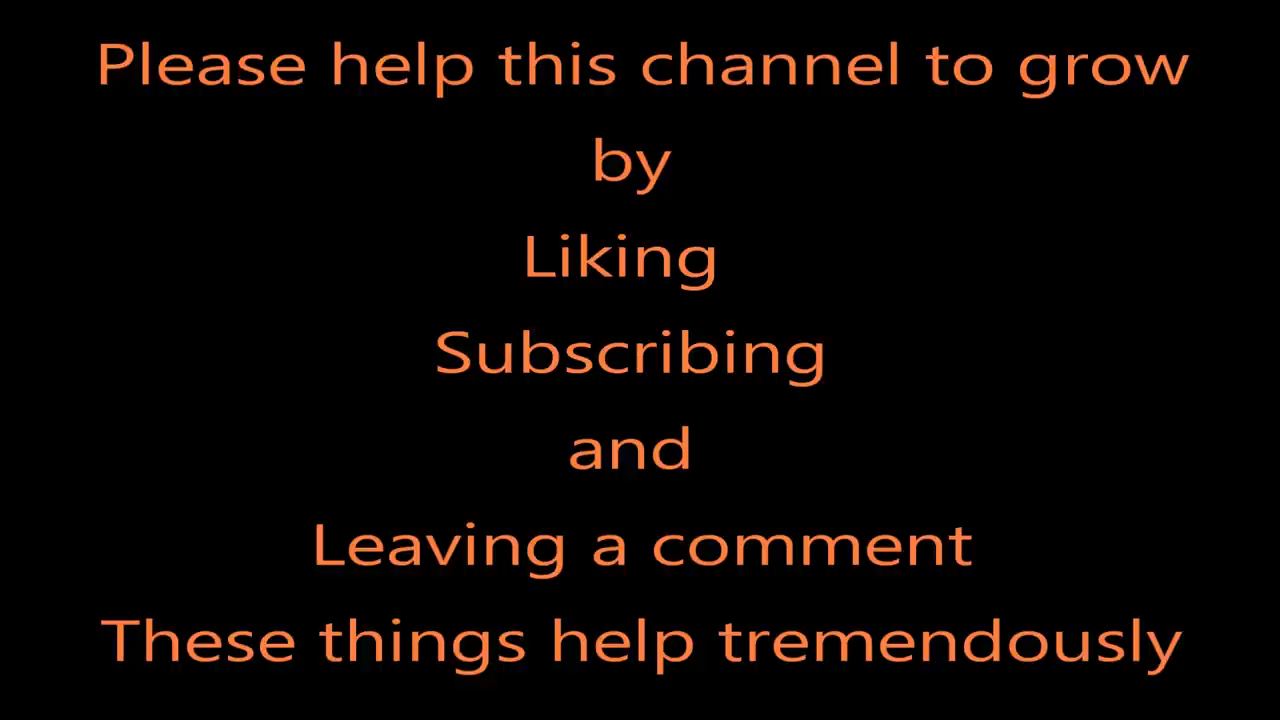 Please help this channel to grow
by
Liking
Subscribing
and
Leaving a comment
These things help tremendously